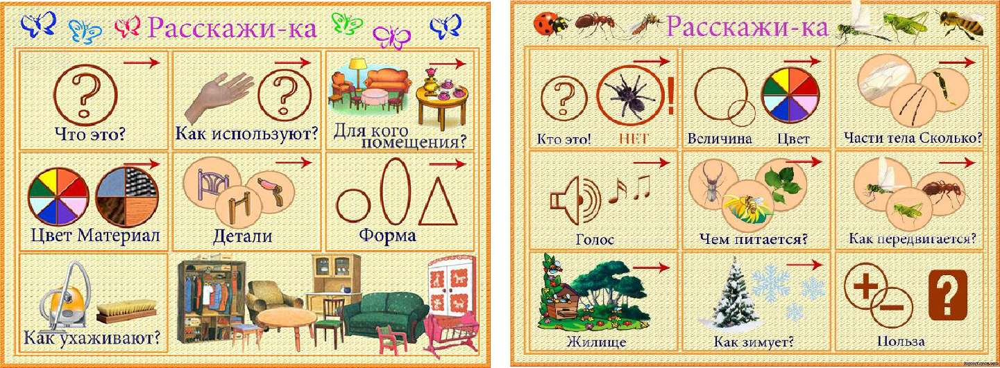 Расскажи-ка
Что это?
Как используют?
Для кого
помещения?
Цвет Материал
Детали
Форма
Как ухаживают?
Расскажи-ка
Кто это! НЕТ !
Величина Цвет
Части тела Сколько?
Голос
Чем питается?
Как передвигается?
Жилище
Как зимует?
Польза